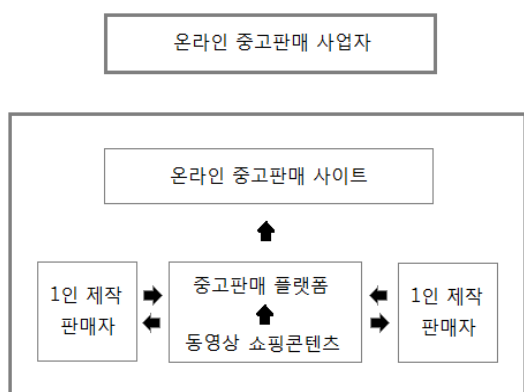 온라인 중고판매 사업자
온라인 중고판매 사이트
1인 제작
판매자
중고판매 플랫폼
동영상 쇼핑콘텐츠
1인 제작
판매자